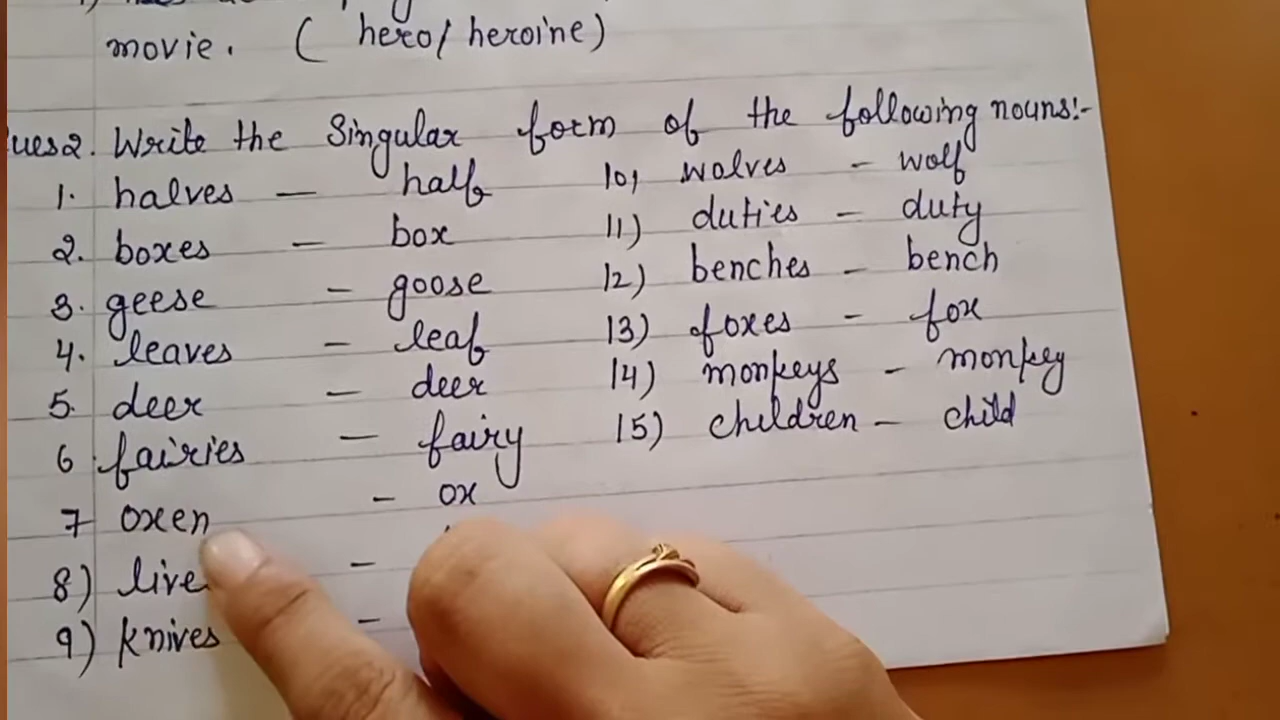 movie. ( hero/heroine)
Ques2. Write the Singular form of the following nouns:-
1. halves — half
2. boxes — box
3. geese — goose
4. leaves — leaf
5. deer — deer
6. fairies — fairy
7 oxen — ox
8) live
9) knives —
10, wolves — wolf
11) duties — duty
12) benches — bench
13) foxes — fox
14) monkeys — monkey
15) children — child